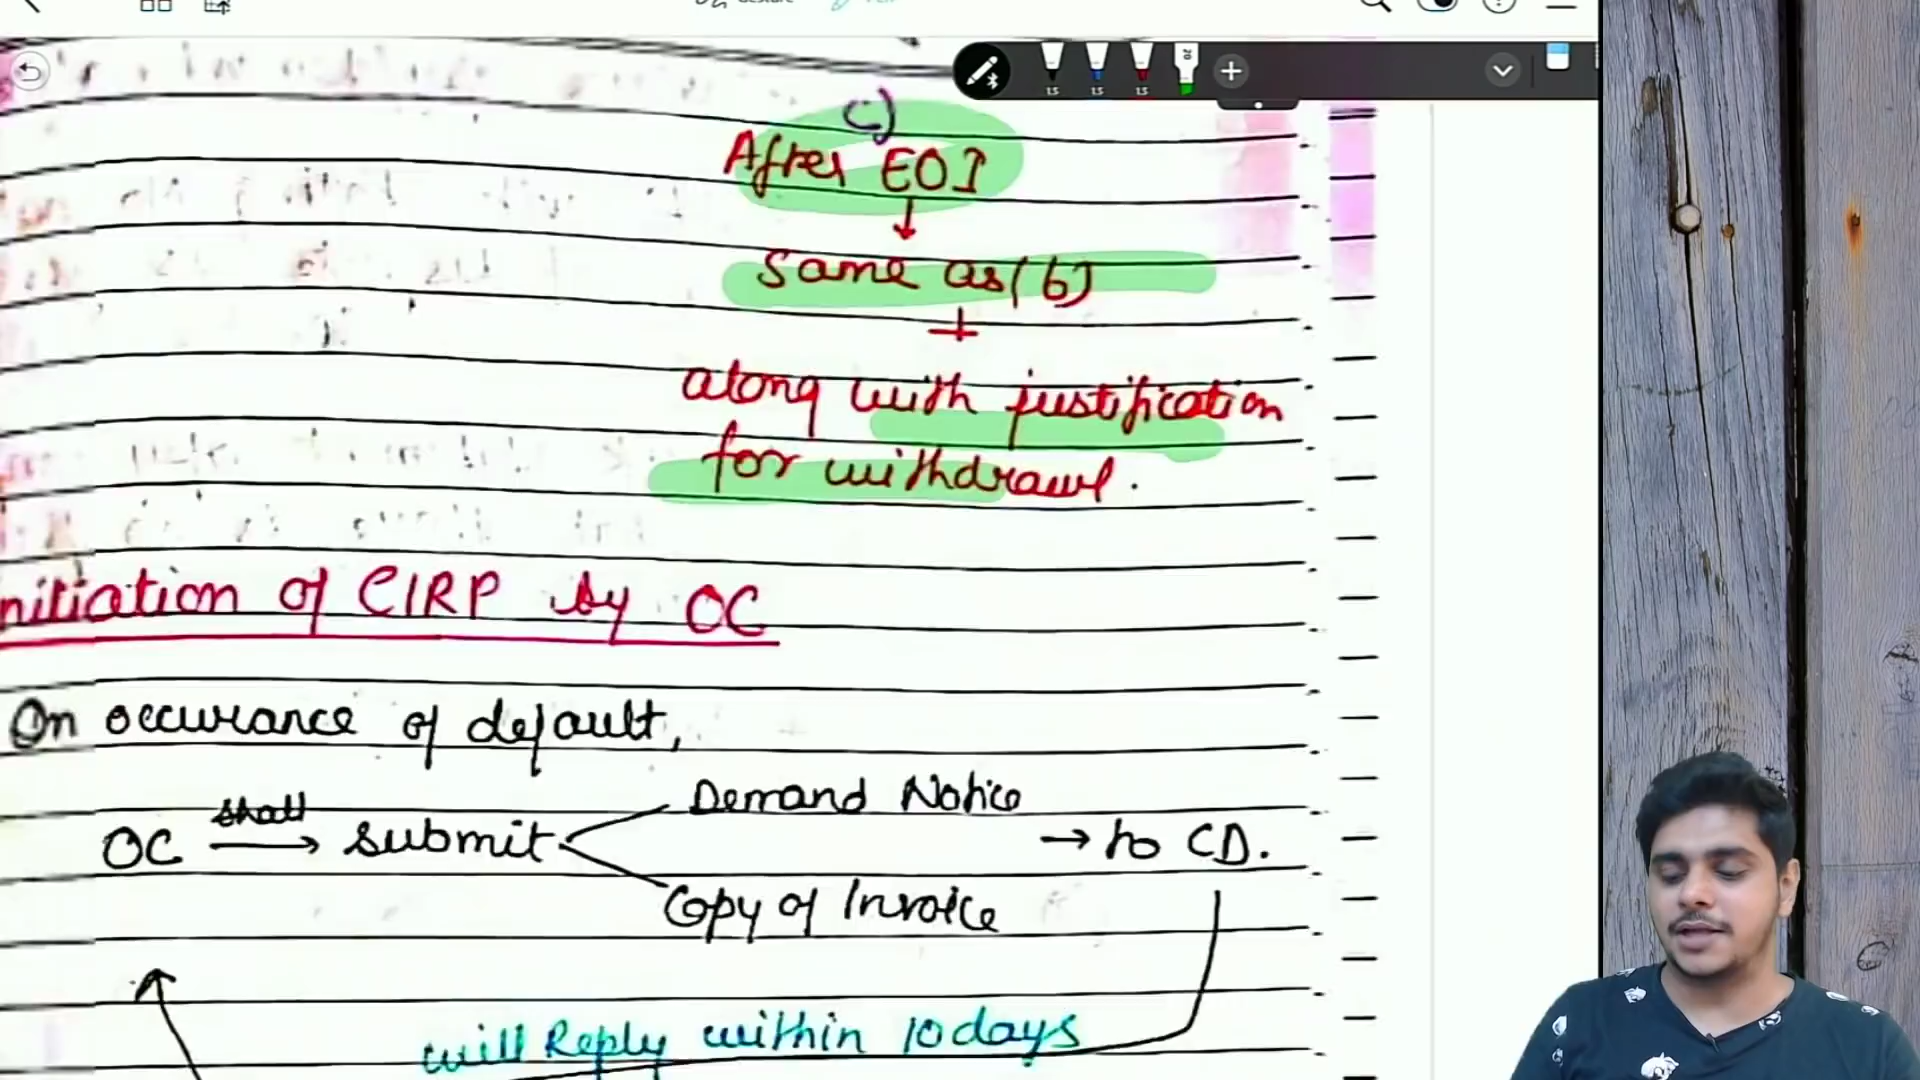 c)
After EOI
same as (b)
+
along with justification
for withdrawl.
nitiation of CIRP by OC
On occurance of default,
Demand Notice
OC shall → submit → to CD.
Copy of Invoice
will Reply within 10 days